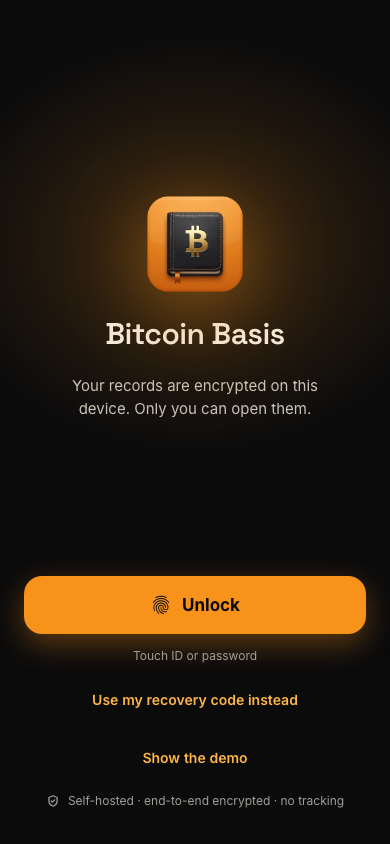 Bitcoin Basis
Your records are encrypted on this
device. Only you can open them.
Unlock
Touch ID or password
Use my recovery code instead
Show the demo
Self-hosted · end-to-end encrypted · no tracking